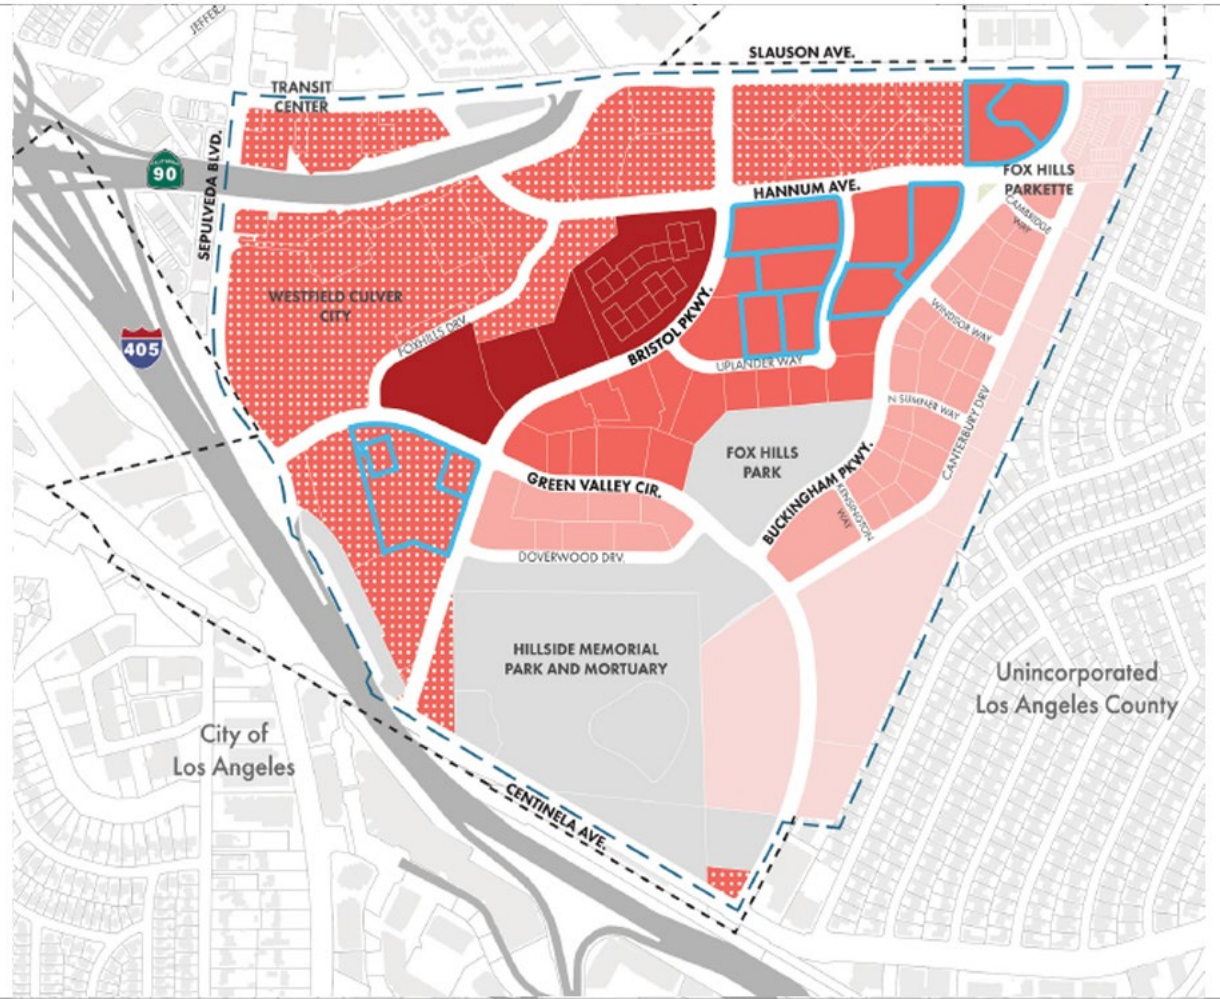 JEFFERS
SLAUSON AVE.
TRANSIT
CENTER
SEPULVEDA BLVD.
CALIFORNIA
90
HANNUM AVE.
FOX HILLS
PARKETTE
CAMBRIDGE
WAY
WESTFIELD CULVER
CITY
FOXHILLS DRV
BRISTOL PKWY.
WINDSOR WAY
405
UPLANDER WAY
N SUMNER WAY
CANTERBURY DRV
FOX HILLS
PARK
BUCKINGHAM PKWY.
GREEN VALLEY CIR.
KENSINGTON
WAY
DOVERWOOD DRV.
HILLSIDE MEMORIAL
PARK AND MORTUARY
Unincorporated
Los Angeles County
City of
Los Angeles
CENTINELA AVE.